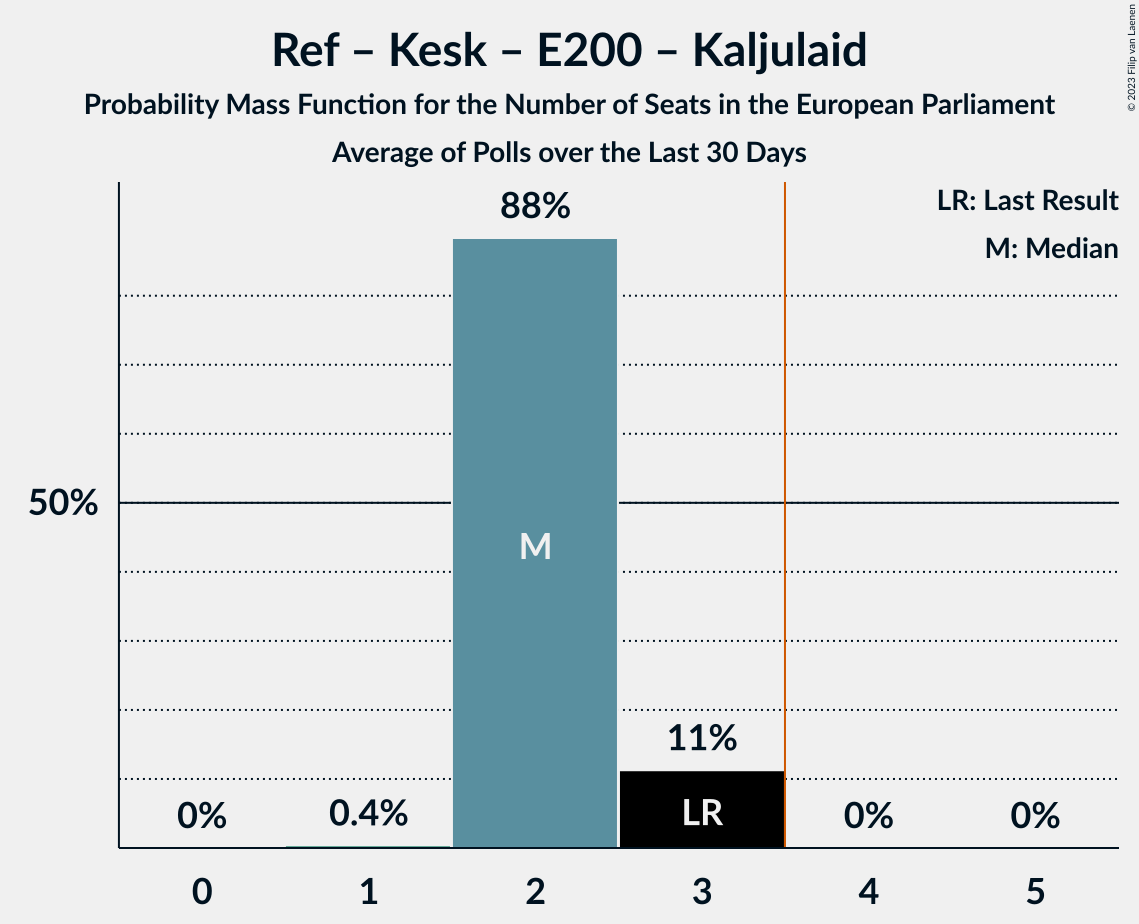 Ref – Kesk – E200 – Kaljulaid
Probability Mass Function for the Number of Seats in the European Parliament
Average of Polls over the Last 30 Days
© 2023 Filip van Laenen
LR: Last Result
M: Median
88%
50%
M
11%
0%
0.4%
LR
0%
0%
0
1
2
3
4
5